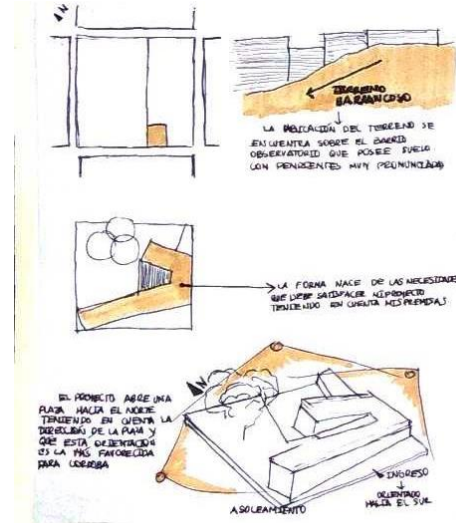 N
TERRENO
BARRANCOSO
LA UBICACIÓN DEL TERRENO SE
ENCUENTRA SOBRE EL BARRIO
OBSERVATORIO QUE POSEE SUELO
CON PENDIENTES MUY PRONUNCIADAS
LA FORMA NACE DE LAS NECESIDADES
QUE DEBE SATISFACER MI PROYECTO
TENIENDO EN CUENTA MIS PREMISAS.
EL PROYECTO ABRE UNA
PLAZA HACIA EL NORTE
TENIENDO EN CUENTA LA
DIRECCIÓN DE LA
QUE ESTA ORIENTACIÓN
ES LA MÁS FAVORECIDA
PARA CORDOBA
N
INGRESO
ORIENTADO
HACIA EL SUR
ASOLEAMIENTO